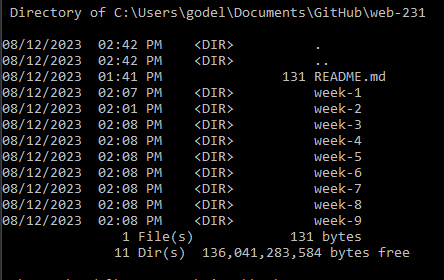 Directory of C:\Users\godel\Documents\GitHub\web-231
08/12/2023  02:42 PM    <DIR>          .
08/12/2023  02:42 PM    <DIR>          ..
08/12/2023  01:41 PM               131 README.md
08/12/2023  02:07 PM    <DIR>          week-1
08/12/2023  02:01 PM    <DIR>          week-2
08/12/2023  02:08 PM    <DIR>          week-3
08/12/2023  02:08 PM    <DIR>          week-4
08/12/2023  02:08 PM    <DIR>          week-5
08/12/2023  02:08 PM    <DIR>          week-6
08/12/2023  02:08 PM    <DIR>          week-7
08/12/2023  02:08 PM    <DIR>          week-8
08/12/2023  02:08 PM    <DIR>          week-9
1 File(s)            131 bytes
11 Dir(s)  136,041,283,584 bytes free